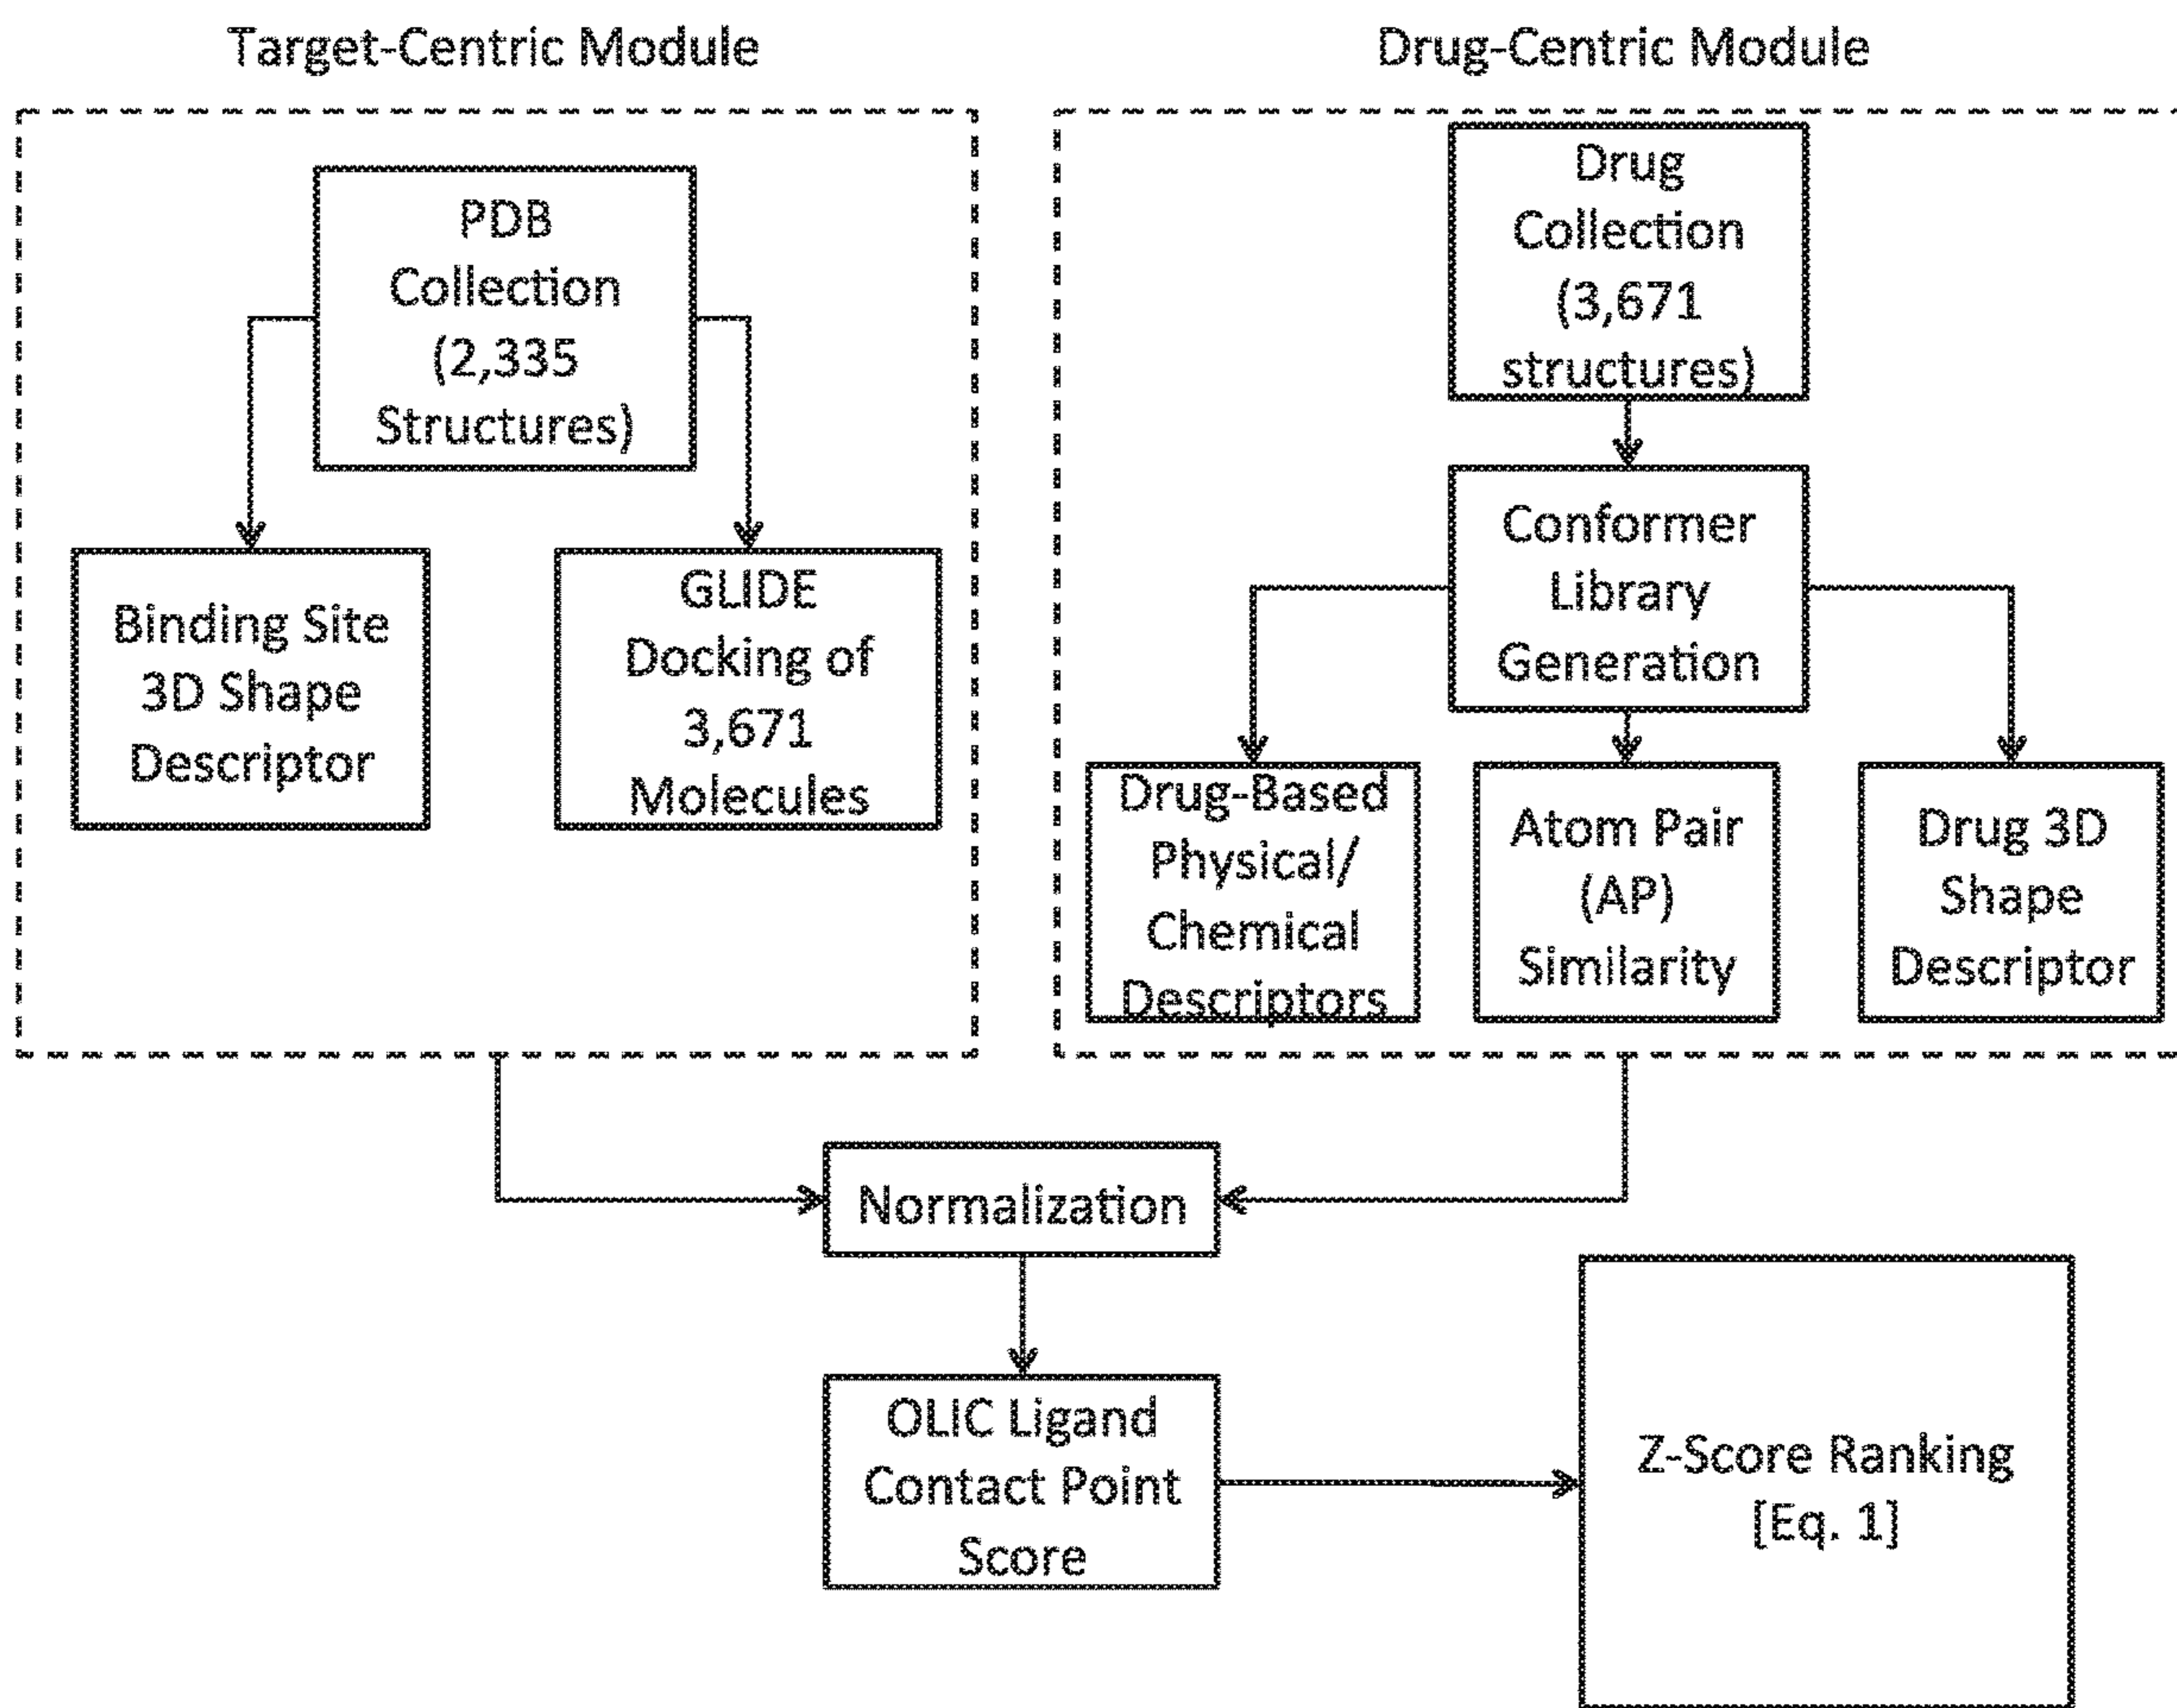 Target-Centric Module
Drug-Centric Module
PDB
Collection
(2,335
Structures)
Binding Site
3D Shape
Descriptor
GLIDE
Docking of
3,671
Molecules
Drug
Collection
(3,671
structures)
Conformer
Library
Generation
Drug-Based
Physical/
Chemical
Descriptors
Atom Pair
(AP)
Similarity
Drug 3D
Shape
Descriptor
Normalization
OLIC Ligand
Contact Point
Score
Z-Score Ranking
[Eq. 1]